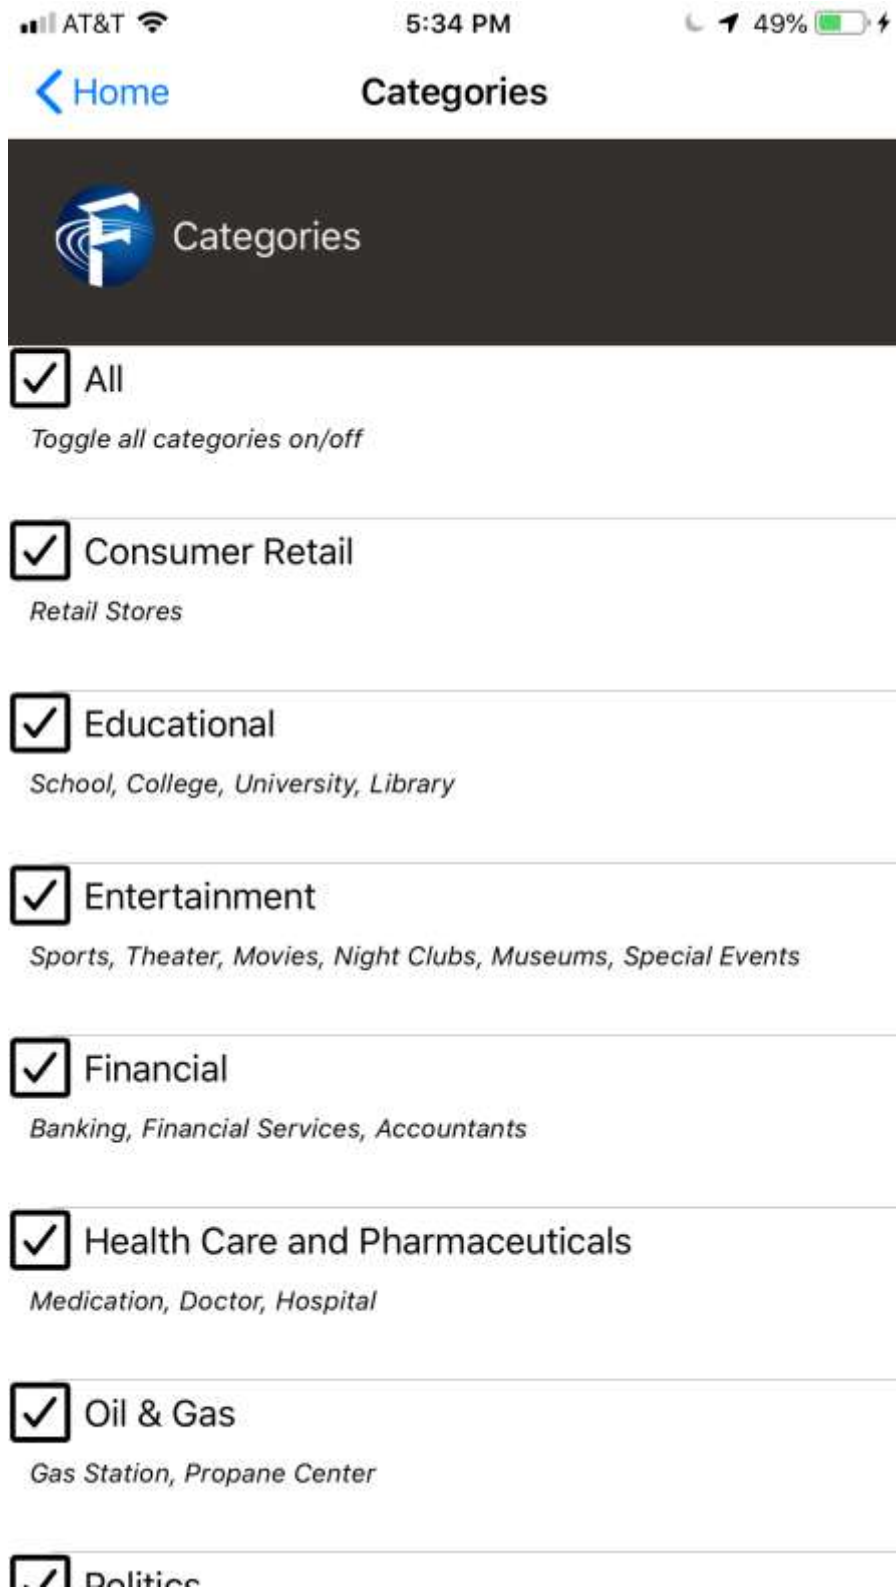 AT&T 5:34 PM 49%
Home Categories
Categories
All
Toggle all categories on/off
Consumer Retail
Retail Stores
Educational
School, College, University, Library
Entertainment
Sports, Theater, Movies, Night Clubs, Museums, Special Events
Financial
Banking, Financial Services, Accountants
Health Care and Pharmaceuticals
Medication, Doctor, Hospital
Oil & Gas
Gas Station, Propane Center
Politics